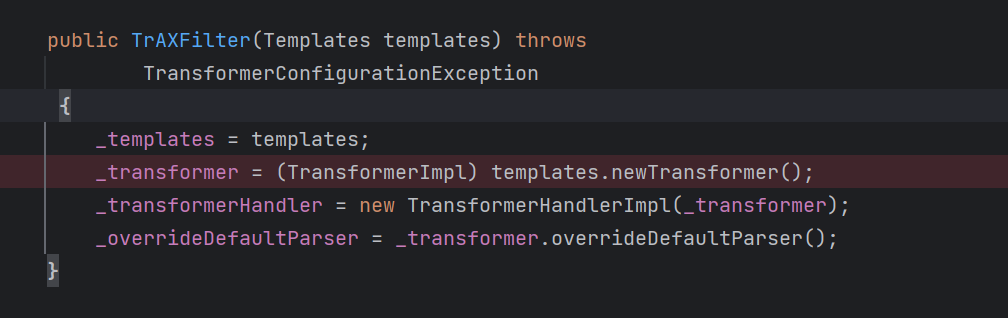 public TrAXFilter(Templates templates) throws
TransformerConfigurationException
{
_templates = templates;
_transformer = (TransformerImpl) templates.newTransformer();
_transformerHandler = new TransformerHandlerImpl(_transformer);
_overrideDefaultParser = _transformer.overrideDefaultParser();
}